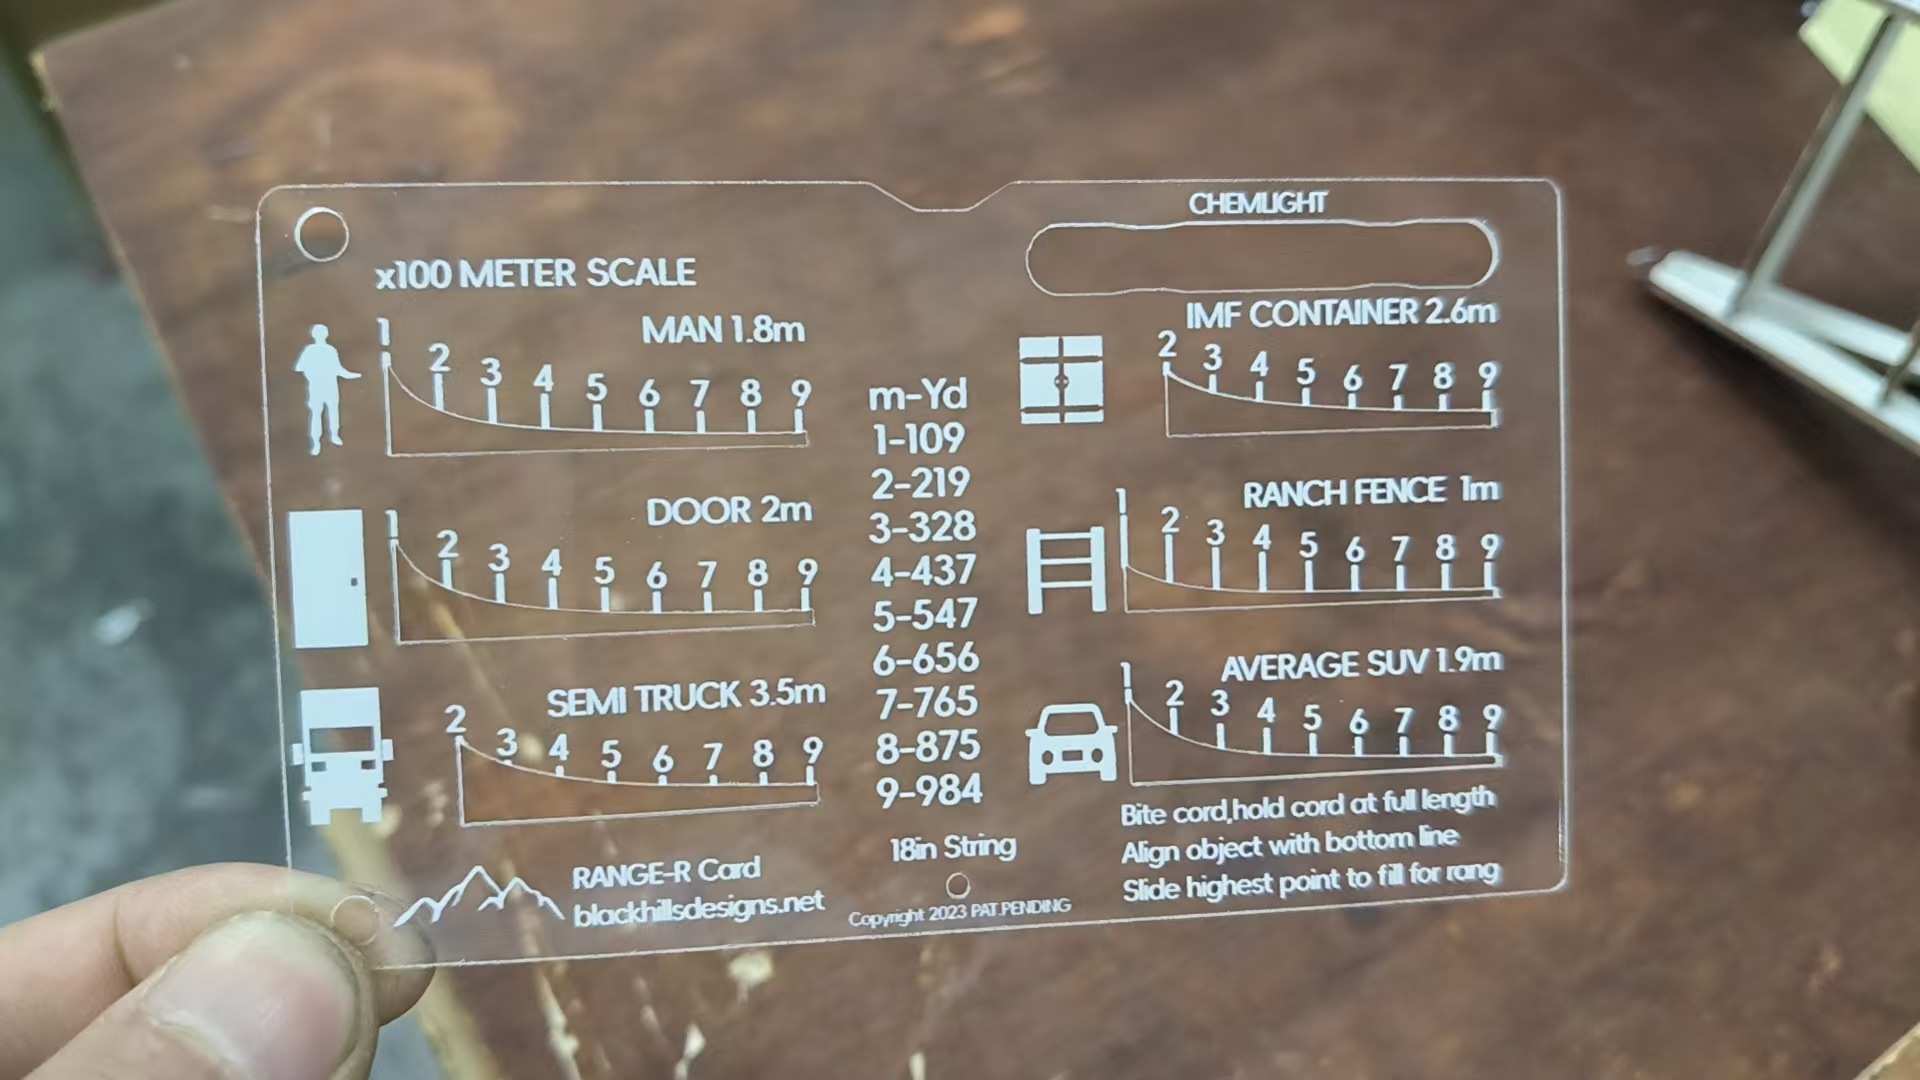 CHEMLIGHT
x100 METER SCALE
MAN 1.8m
1 2 3 4 5 6 7 8 9
DOOR 2m
1 2 3 4 5 6 7 8 9
SEMI TRUCK 3.5m
2 3 4 5 6 7 8 9
RANGE-R Card
blackhillsdesigns.net
m-Yd
1-109
2-219
3-328
4-437
5-547
6-656
7-765
8-875
9-984
18in String
Copyright 2023 PAT.PENDING
IMF CONTAINER 2.6m
2 3 4 5 6 7 8 9
RANCH FENCE 1m
1 2 3 4 5 6 7 8 9
AVERAGE SUV 1.9m
1 2 3 4 5 6 7 8 9
Bite cord,hold cord at full length
Align object with bottom line
Slide highest point to fill for rang